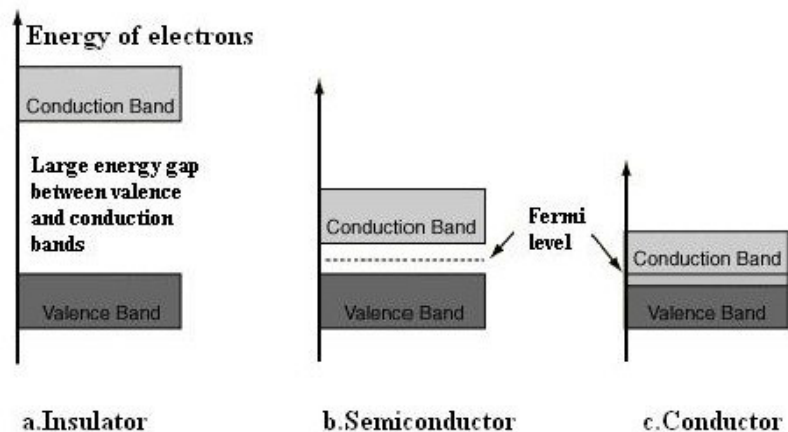 Energy of electrons
Conduction Band
Large energy gap
between valence
and conduction
bands
Valence Band
a.Insulator
Conduction Band
Valence Band
b.Semiconductor
Fermi
level
Conduction Band
Valence Band
c.Conductor